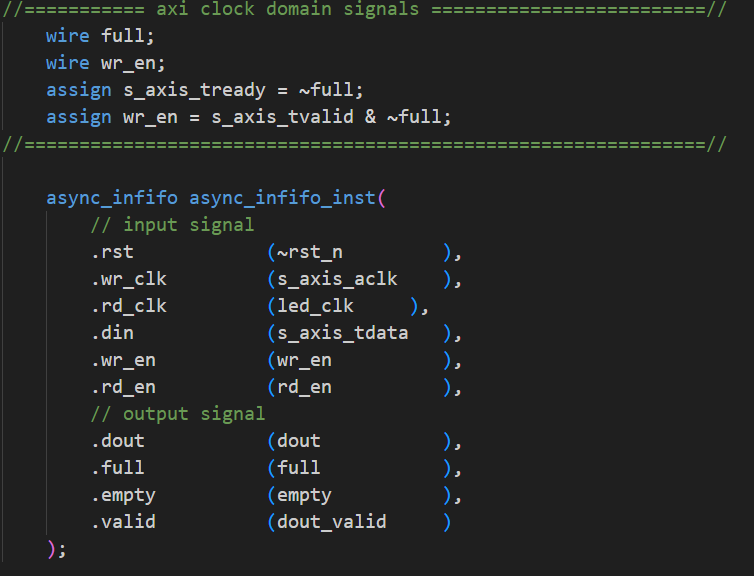 //=========== axi clock domain signals =========================//
wire full;
wire wr_en;
assign s_axis_tready = ~full;
assign wr_en = s_axis_tvalid & ~full;
//==============================================================//
async_infifo async_infifo_inst(
// input signal
.rst (~rst_n ),
.wr_clk (s_axis_aclk ),
.rd_clk (led_clk ),
.din (s_axis_tdata ),
.wr_en (wr_en ),
.rd_en (rd_en ),
// output signal
.dout (dout ),
.full (full ),
.empty (empty ),
.valid (dout_valid )
);